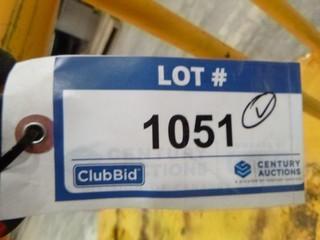 LOT #
1051
ClubBid
CENTURY
AUCTIONS